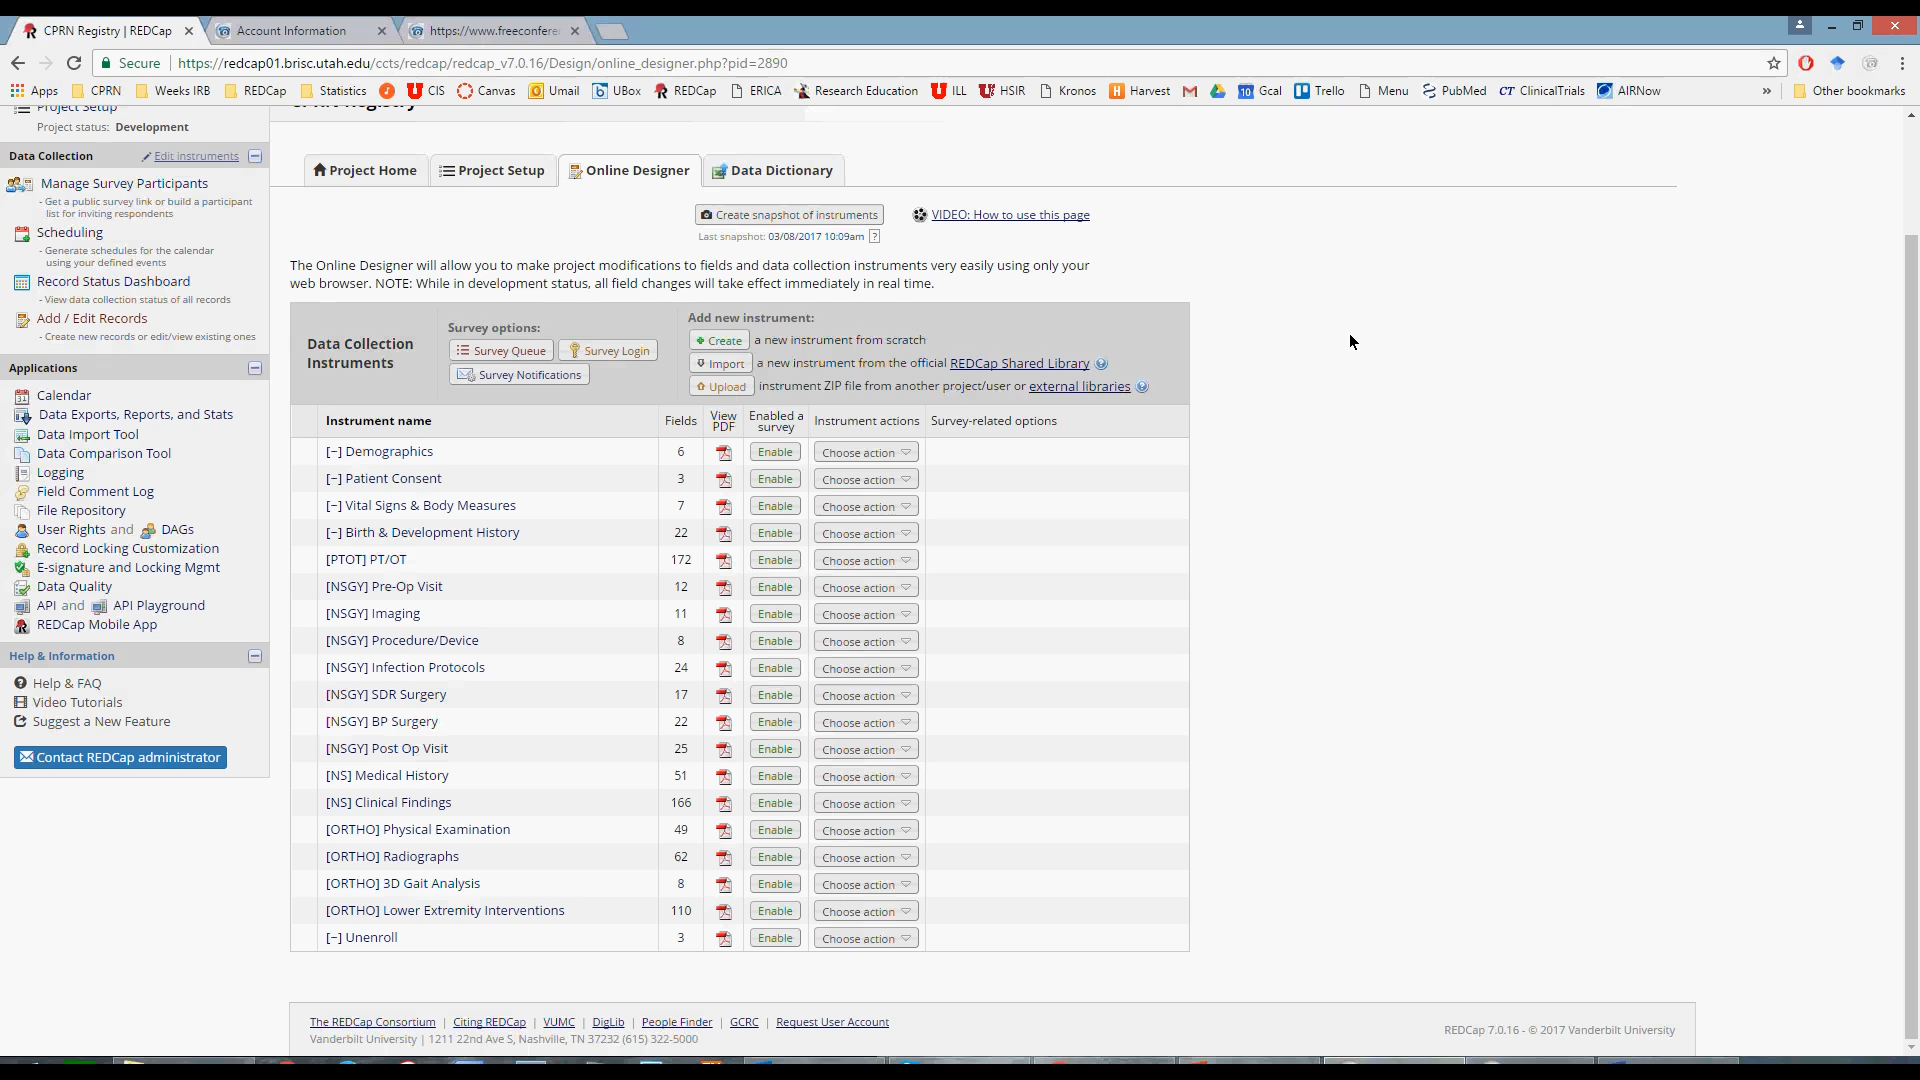 CPRN Registry | REDCap
Account Information
https://www.freeconferen
Secure
https://redcap01.brisc.utah.edu/ccts/redcap/redcap_v7.0.16/Design/online_designer.php?pid=2890
Apps CPRN Weeks IRB REDCap Statistics CIS Canvas Umail UBox REDCap ERICA Research Education ILL HSIR Kronos Harvest Gcal Trello Menu PubMed ClinicalTrials AIRNow » Other bookmarks
Project Setup
Project status: Development
Data Collection Edit instruments
Manage Survey Participants
- Get a public survey link or build a participant
list for inviting respondents
Scheduling
- Generate schedules for the calendar
using your defined events
Record Status Dashboard
- View data collection status of all records
Add / Edit Records
- Create new records or edit/view existing ones
Applications
Calendar
Data Exports, Reports, and Stats
Data Import Tool
Data Comparison Tool
Logging
Field Comment Log
File Repository
User Rights and DAGs
Record Locking Customization
E-signature and Locking Mgmt
Data Quality
API and API Playground
REDCap Mobile App
Help & Information
Help & FAQ
Video Tutorials
Suggest a New Feature
Contact REDCap administrator
CPRN Registry
Project Home Project Setup Online Designer Data Dictionary
Create snapshot of instruments VIDEO: How to use this page
Last snapshot: 03/08/2017 10:09am ?
The Online Designer will allow you to make project modifications to fields and data collection instruments very easily using only your
web browser. NOTE: While in development status, all field changes will take effect immediately in real time.
Data Collection
Instruments
Survey options:
Survey Queue Survey Login
Survey Notifications
Add new instrument:
Create a new instrument from scratch
Import a new instrument from the official REDCap Shared Library ?
Upload instrument ZIP file from another project/user or external libraries ?
Instrument name Fields View PDF Enabled a survey Instrument actions Survey-related options
[−] Demographics 6 Enable Choose action
[−] Patient Consent 3 Enable Choose action
[−] Vital Signs & Body Measures 7 Enable Choose action
[−] Birth & Development History 22 Enable Choose action
[PTOT] PT/OT 172 Enable Choose action
[NSGY] Pre-Op Visit 12 Enable Choose action
[NSGY] Imaging 11 Enable Choose action
[NSGY] Procedure/Device 8 Enable Choose action
[NSGY] Infection Protocols 24 Enable Choose action
[NSGY] SDR Surgery 17 Enable Choose action
[NSGY] BP Surgery 22 Enable Choose action
[NSGY] Post Op Visit 25 Enable Choose action
[NS] Medical History 51 Enable Choose action
[NS] Clinical Findings 166 Enable Choose action
[ORTHO] Physical Examination 49 Enable Choose action
[ORTHO] Radiographs 62 Enable Choose action
[ORTHO] 3D Gait Analysis 8 Enable Choose action
[ORTHO] Lower Extremity Interventions 110 Enable Choose action
[−] Unenroll 3 Enable Choose action
The REDCap Consortium | Citing REDCap | VUMC | DigLib | People Finder | GCRC | Request User Account
Vanderbilt University | 1211 22nd Ave S, Nashville, TN 37232 (615) 322-5000
REDCap 7.0.16 - © 2017 Vanderbilt University